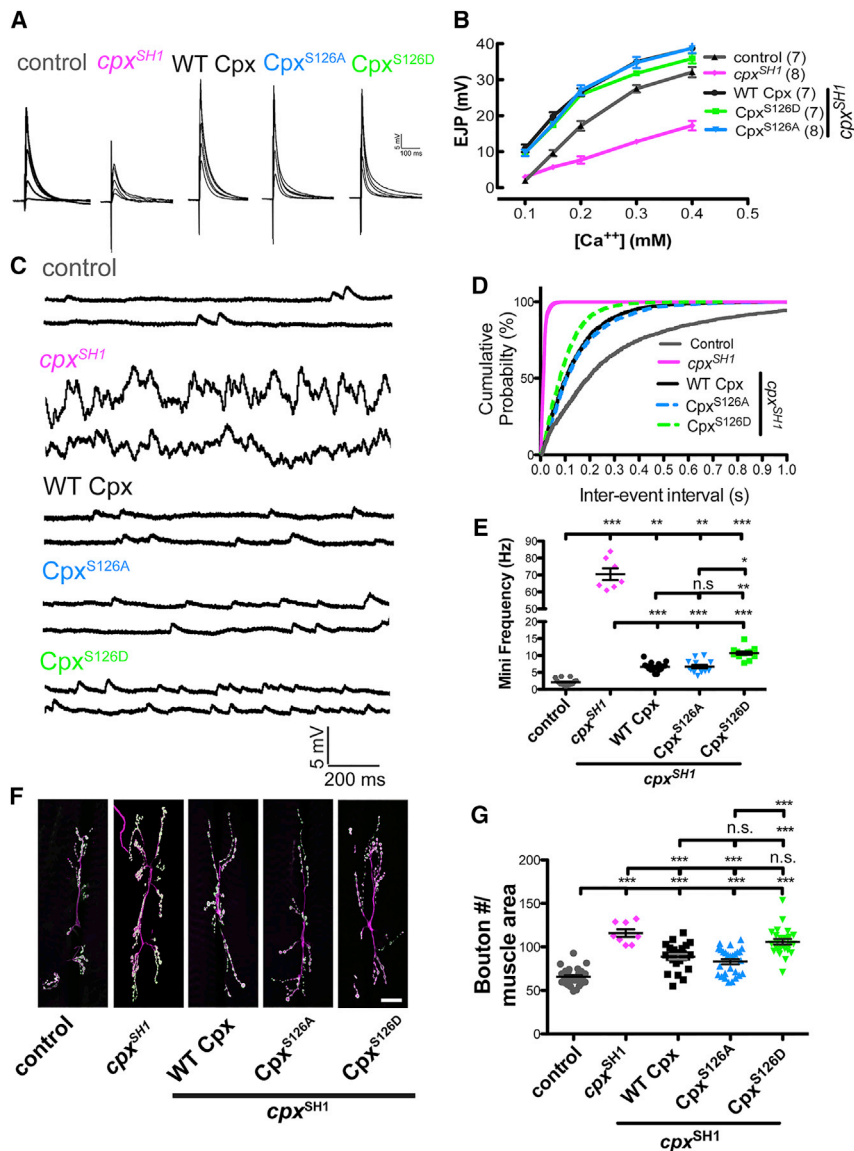 A
control
cpxSH1
WT Cpx
CpxS126A
CpxS126D
5 mV
100 ms
B
EJP (mV)
40
30
20
10
0
0.1 0.2 0.3 0.4 0.5
[Ca++] (mM)
control (7)
cpxSH1 (8)
WT Cpx (7)
CpxS126D (7)
CpxS126A (8)
cpxSH1
C
control
cpxSH1
WT Cpx
CpxS126A
CpxS126D
5 mV
200 ms
D
Cumulative
Probability (%)
100
50
0
0.0 0.1 0.2 0.3 0.4 0.5 0.6 0.7 0.8 0.9 1.0
Inter-event interval (s)
Control
cpxSH1
WT Cpx
CpxS126A
CpxS126D
cpxSH1
E
Mini Frequency (Hz)
90
80
70
60
50
20
15
10
5
0
*** ** ** ***
*
n.s **
*** *** ***
control
cpxSH1
WT Cpx
CpxS126A
CpxS126D
cpxSH1
F
control
cpxSH1
WT Cpx
CpxS126A
CpxS126D
cpxSH1
G
Bouton #/
muscle area
200
150
100
50
0
***
n.s. ***
*** *** n.s.
*** *** *** ***
control
cpxSH1
WT Cpx
CpxS126A
CpxS126D
cpxSH1